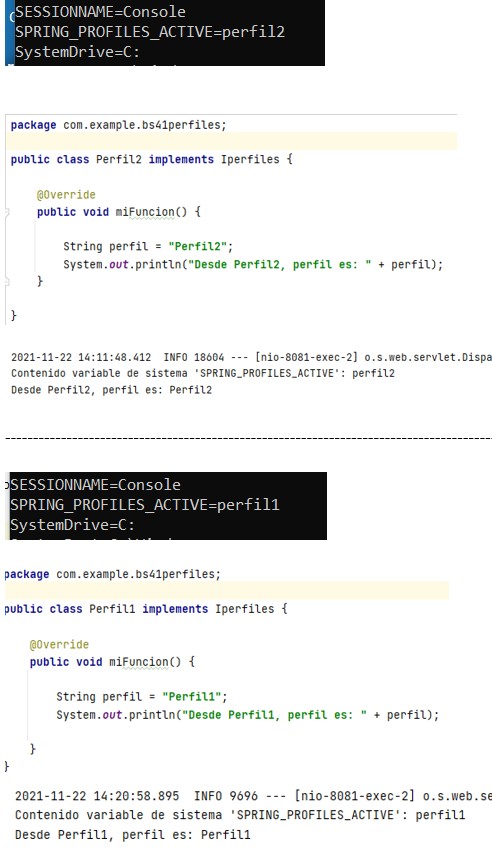 SESSIONNAME=Console
SPRING_PROFILES_ACTIVE=perfil2
SystemDrive=C:
package com.example.bs41perfiles;
public class Perfil2 implements Iperfiles {
@Override
public void miFuncion() {
String perfil = "Perfil2";
System.out.println("Desde Perfil2, perfil es: " + perfil);
}
}
2021-11-22 14:11:48.412  INFO 18604 --- [nio-8081-exec-2] o.s.web.servlet.Dispa
Contenido variable de sistema 'SPRING_PROFILES_ACTIVE': perfil2
Desde Perfil2, perfil es: Perfil2
--------------------------------------------------------------------------------
SESSIONNAME=Console
SPRING_PROFILES_ACTIVE=perfil1
SystemDrive=C:
package com.example.bs41perfiles;
public class Perfil1 implements Iperfiles {
@Override
public void miFuncion() {
String perfil = "Perfil1";
System.out.println("Desde Perfil1, perfil es: " + perfil);
}
}
2021-11-22 14:20:58.895  INFO 9696 --- [nio-8081-exec-2] o.s.web.se
Contenido variable de sistema 'SPRING_PROFILES_ACTIVE': perfil1
Desde Perfil1, perfil es: Perfil1